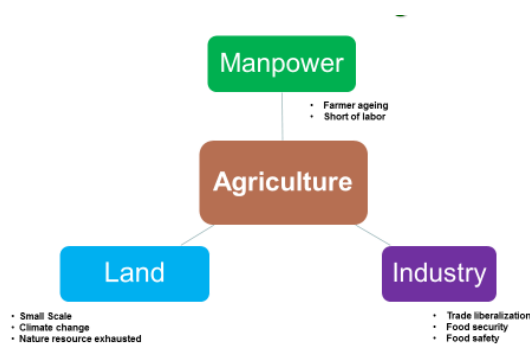 Manpower
• Farmer ageing
• Short of labor
Agriculture
Land
• Small Scale
• Climate change
• Nature resource exhausted
Industry
• Trade liberalization
• Food security
• Food safety